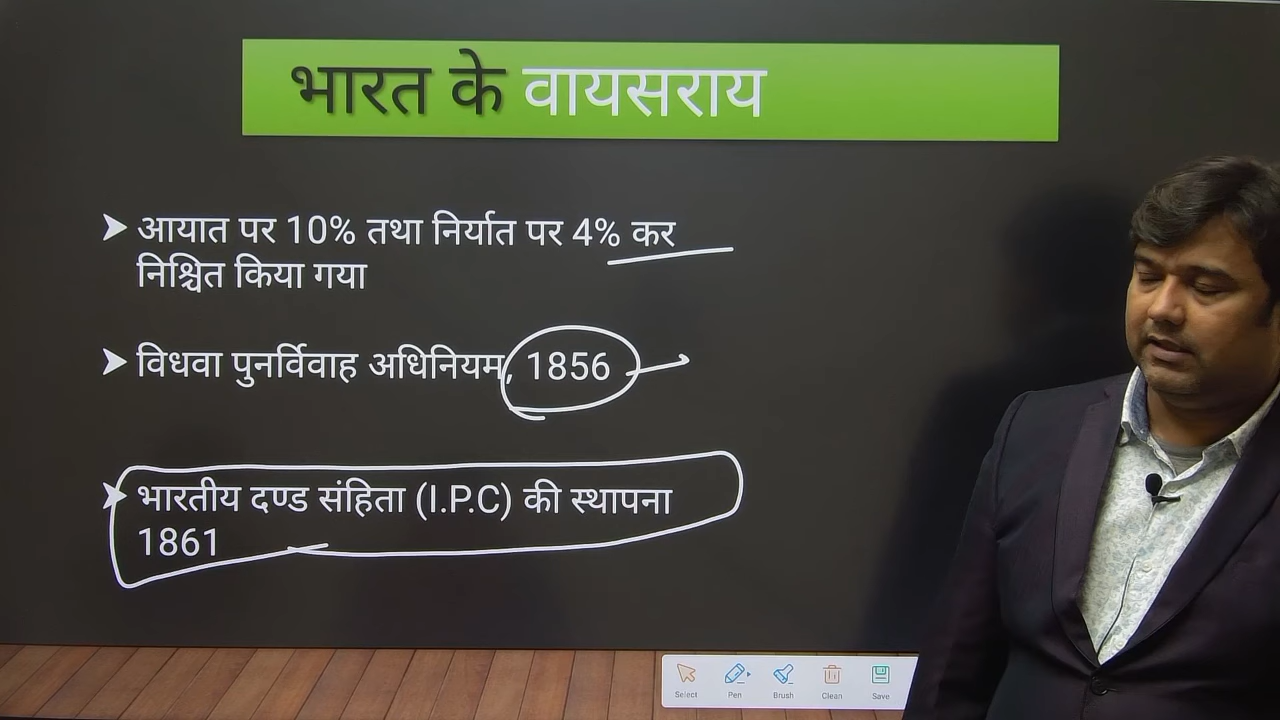 भारत के वायसराय
➤ आयात पर 10% तथा निर्यात पर 4% कर
निश्चित किया गया
➤ विधवा पुनर्विवाह अधिनियम, 1856
➤ भारतीय दण्ड संहिता (I.P.C) की स्थापना
1861
Select Pen Brush Clean Save